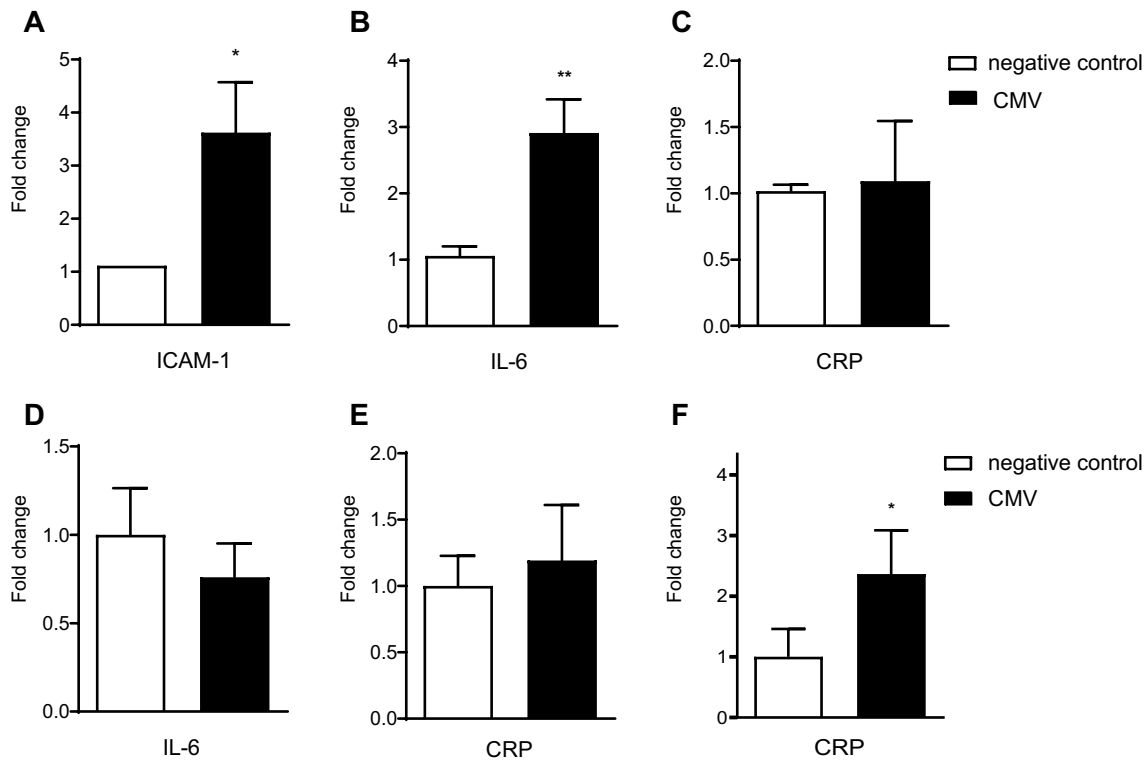 A
5
4
3
2
1
0
Fold change
*
ICAM-1
B
4
3
2
1
0
Fold change
**
IL-6
C
2.0
1.5
1.0
0.5
0.0
Fold change
CRP
negative control
CMV
D
1.5
1.0
0.5
0.0
Fold change
IL-6
E
2.0
1.5
1.0
0.5
0.0
Fold change
CRP
F
4
3
2
1
0
Fold change
*
CRP
negative control
CMV